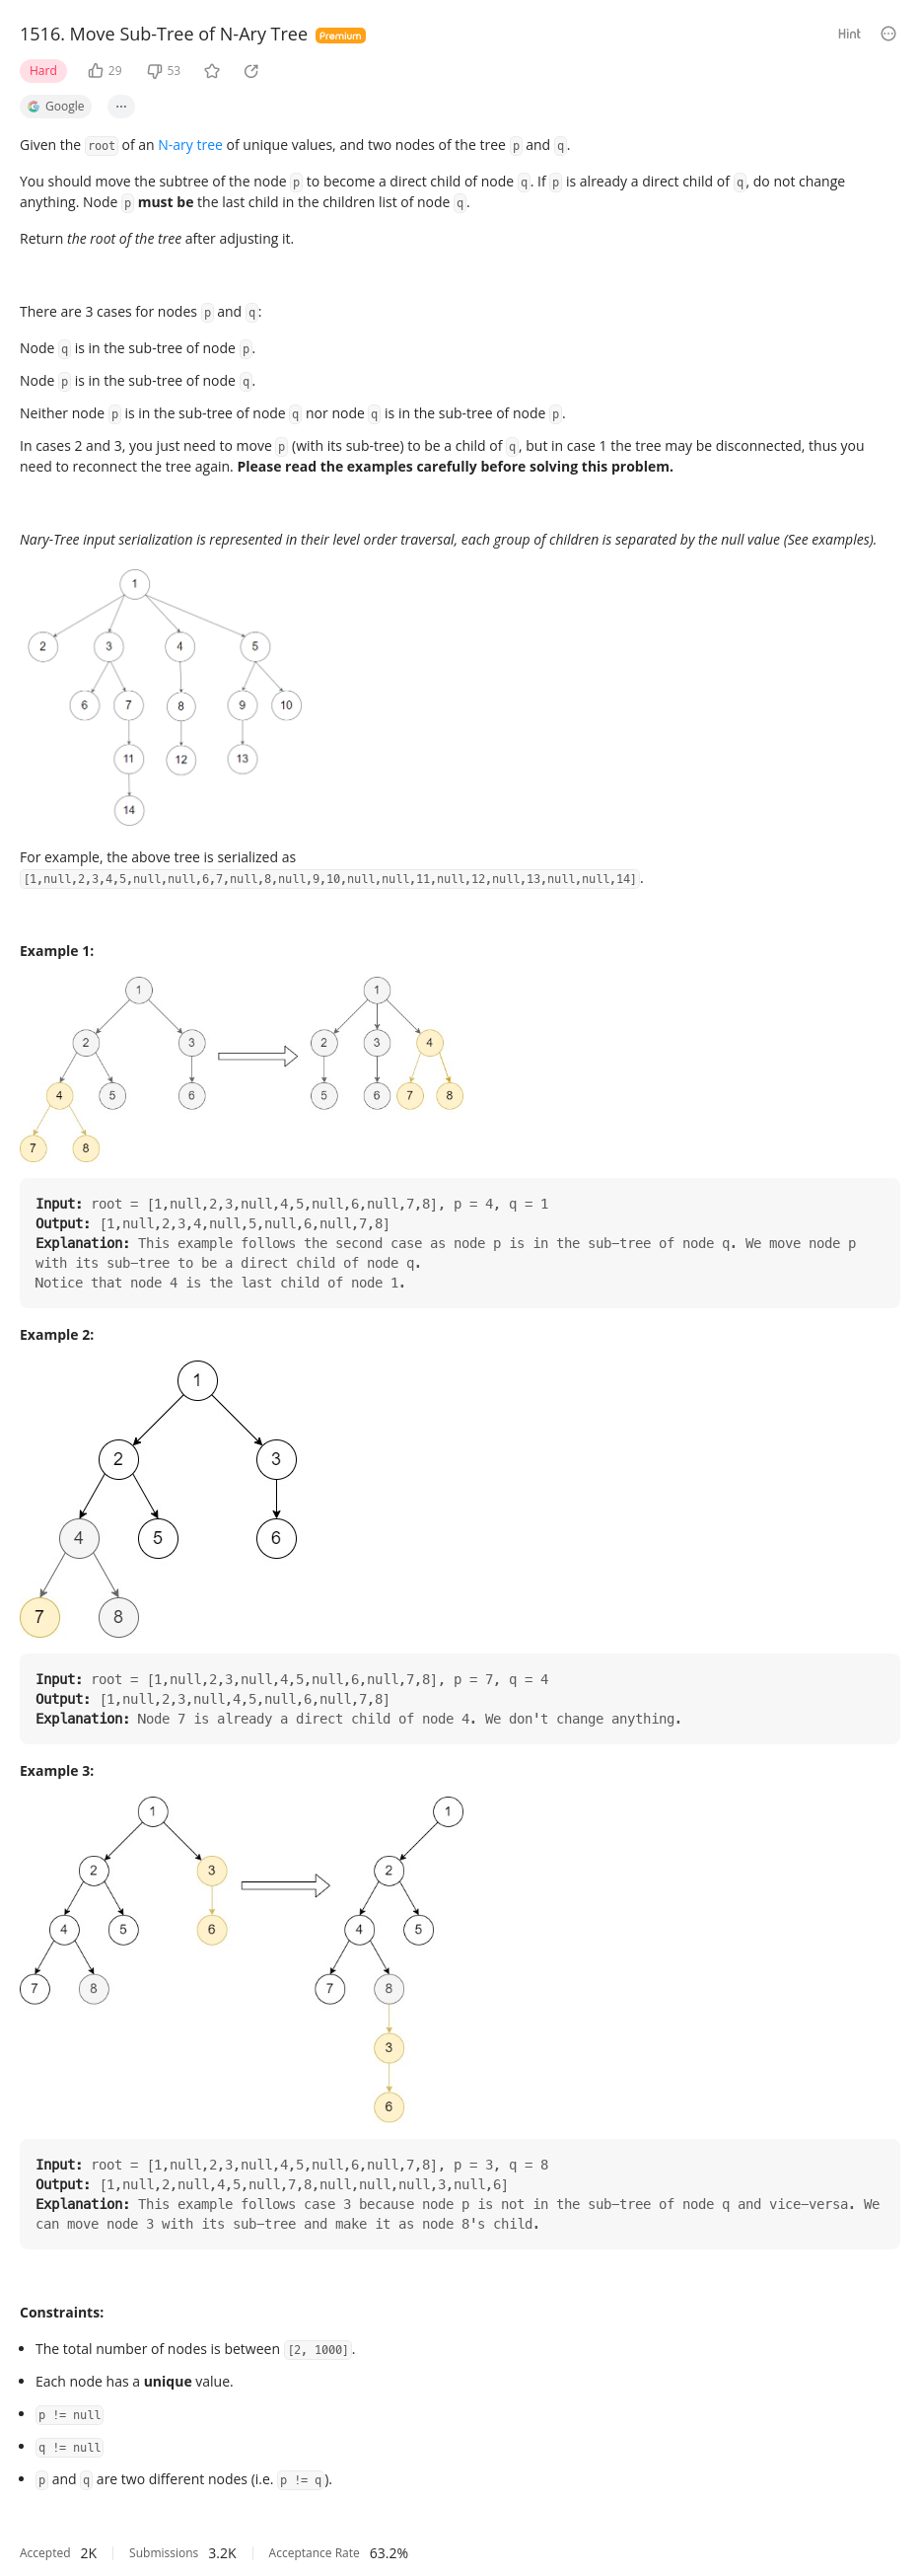 1516. Move Sub-Tree of N-Ary Tree Premium Hint
Hard 29 53
Google ...
Given the root of an N-ary tree of unique values, and two nodes of the tree p and q.
You should move the subtree of the node p to become a direct child of node q. If p is already a direct child of q, do not change
anything. Node p must be the last child in the children list of node q.
Return the root of the tree after adjusting it.
There are 3 cases for nodes p and q:
Node q is in the sub-tree of node p.
Node p is in the sub-tree of node q.
Neither node p is in the sub-tree of node q nor node q is in the sub-tree of node p.
In cases 2 and 3, you just need to move p (with its sub-tree) to be a child of q, but in case 1 the tree may be disconnected, thus you
need to reconnect the tree again. Please read the examples carefully before solving this problem.
Nary-Tree input serialization is represented in their level order traversal, each group of children is separated by the null value (See examples).
1
2 3 4 5
6 7 8 9 10
11 12 13
14
For example, the above tree is serialized as
[1,null,2,3,4,5,null,null,6,7,null,8,null,9,10,null,null,11,null,12,null,13,null,null,14].
Example 1:
1 1
2 3 2 3 4
4 5 6 5 6 7 8
7 8
Input: root = [1,null,2,3,null,4,5,null,6,null,7,8], p = 4, q = 1
Output: [1,null,2,3,4,null,5,null,6,null,7,8]
Explanation: This example follows the second case as node p is in the sub-tree of node q. We move node p
with its sub-tree to be a direct child of node q.
Notice that node 4 is the last child of node 1.
Example 2:
1
2 3
4 5 6
7 8
Input: root = [1,null,2,3,null,4,5,null,6,null,7,8], p = 7, q = 4
Output: [1,null,2,3,null,4,5,null,6,null,7,8]
Explanation: Node 7 is already a direct child of node 4. We don't change anything.
Example 3:
1 1
2 3 2
4 5 6 4 5
7 8 7 8
3
6
Input: root = [1,null,2,3,null,4,5,null,6,null,7,8], p = 3, q = 8
Output: [1,null,2,null,4,5,null,7,8,null,null,null,3,null,6]
Explanation: This example follows case 3 because node p is not in the sub-tree of node q and vice-versa. We
can move node 3 with its sub-tree and make it as node 8's child.
Constraints:
• The total number of nodes is between [2, 1000].
• Each node has a unique value.
• p != null
• q != null
• p and q are two different nodes (i.e. p != q).
Accepted 2K Submissions 3.2K Acceptance Rate 63.2%